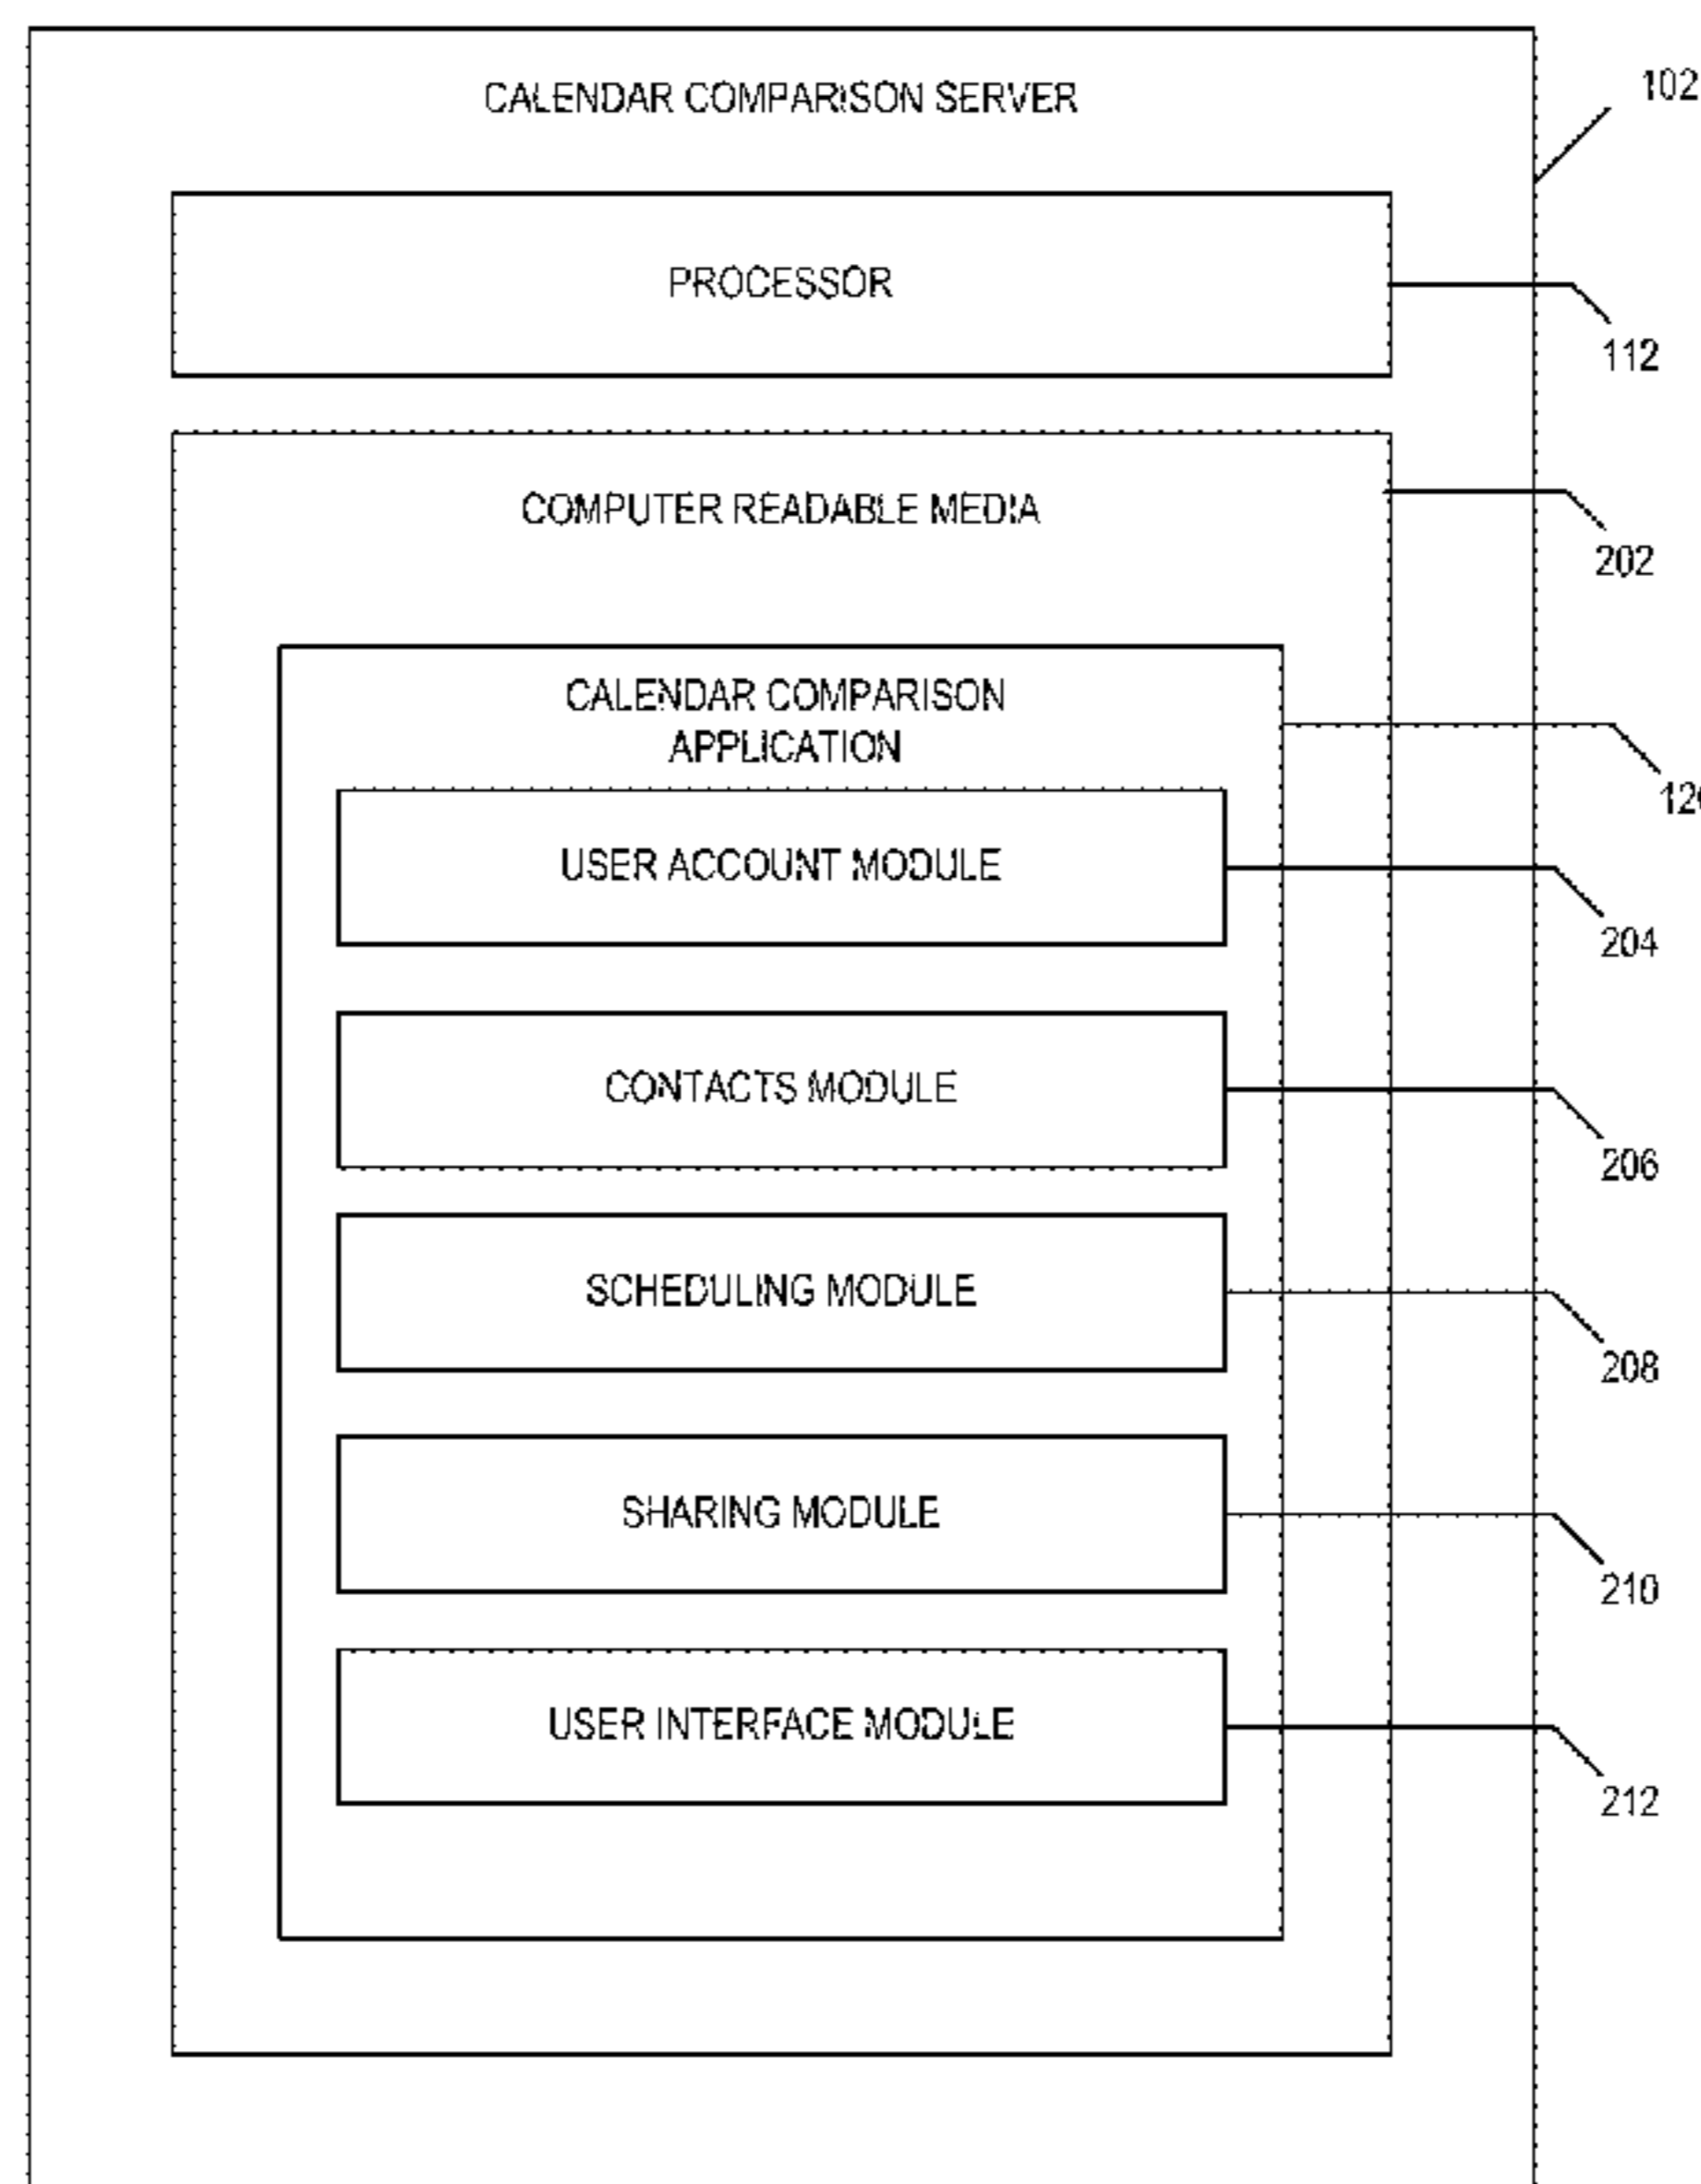 CALENDAR COMPARISON SERVER
102
PROCESSOR
112
COMPUTER READABLE MEDIA
202
CALENDAR COMPARISON
APPLICATION
USER ACCOUNT MODULE
204
CONTACTS MODULE
206
SCHEDULING MODULE
208
SHARING MODULE
210
USER INTERFACE MODULE
212